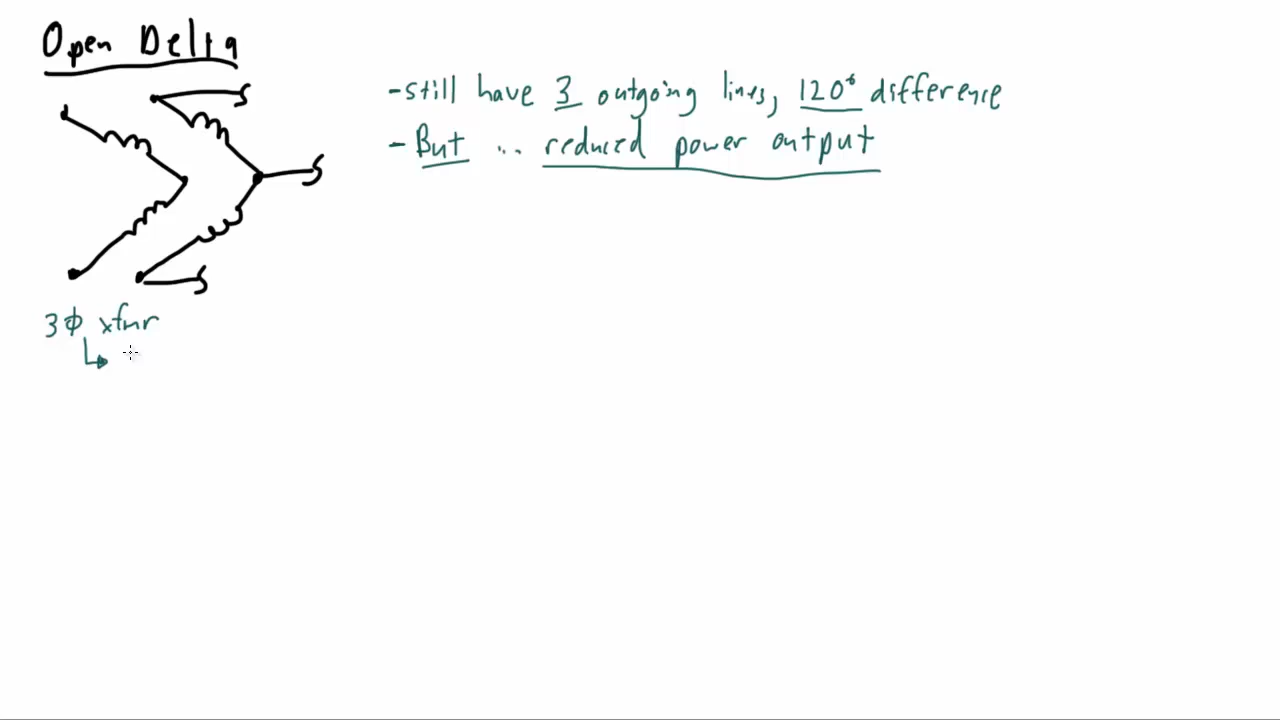 Open Delta
- still have 3 outgoing lines, 120° difference
- But ... reduced power output
3Φ xfmr